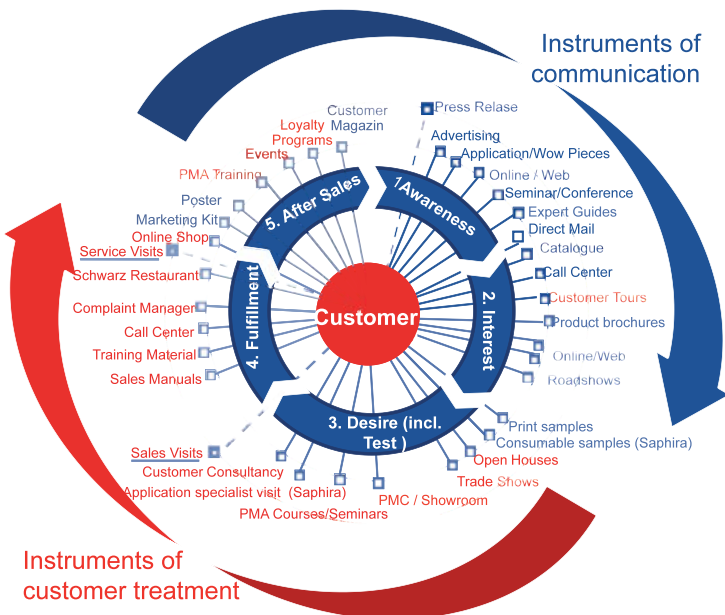 Instruments of
communication
Press Relase
Advertising
Application/Wow Pieces
Online / Web
Seminar/Conference
Expert Guides
Direct Mail
Catalogue
Call Center
Customer Tours
Product brochures
Online/Web
Roadshows
Print samples
Consumable samples (Saphira)
Open Houses
Trade Shows
PMC / Showroom
PMA Courses/Seminars
Application specialist visit (Saphira)
Customer Consultancy
Sales Visits
Sales Manuals
Training Material
Call Center
Complaint Manager
Schwarz Restaurant
Service Visits
Online Shop
Marketing Kit
Poster
PMA Training
Events
Loyalty
Programs
Customer
Magazin
1Awareness
2. Interest
3. Desire (incl.
Test )
4. Fulfillment
5. After Sales
Customer
Instruments of
customer treatment